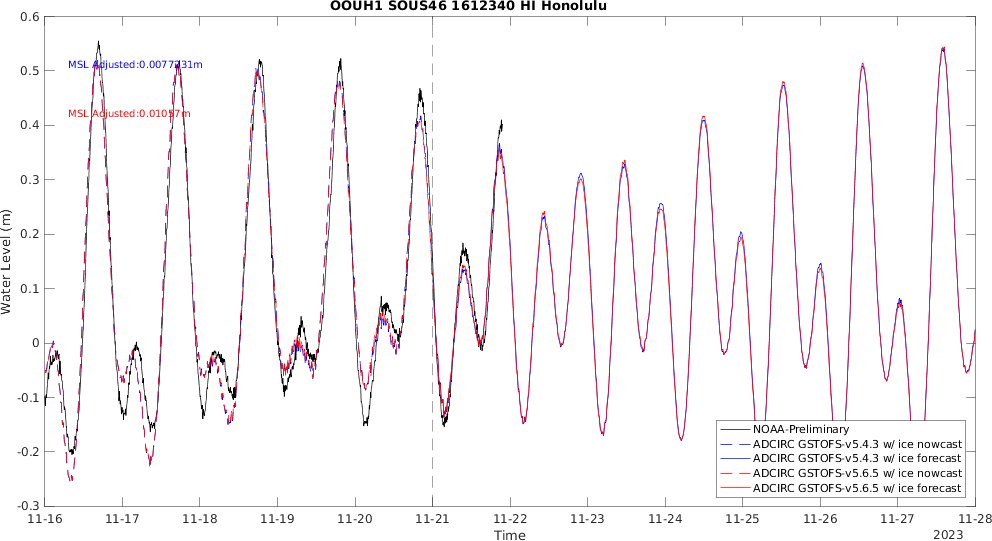 OOUH1 SOUS46 1612340 HI Honolulu
0.6
0.5
0.4
0.3
0.2
0.1
0
-0.1
-0.2
-0.3
Water Level (m)
MSL Adjusted:0.0077231m
MSL Adjusted:0.01057m
NOAA-Preliminary
ADCIRC GSTOFS-v5.4.3 w/ ice nowcast
ADCIRC GSTOFS-v5.4.3 w/ ice forecast
ADCIRC GSTOFS-v5.6.5 w/ ice nowcast
ADCIRC GSTOFS-v5.6.5 w/ ice forecast
11-16 11-17 11-18 11-19 11-20 11-21 11-22 11-23 11-24 11-25 11-26 11-27 11-28
Time
2023